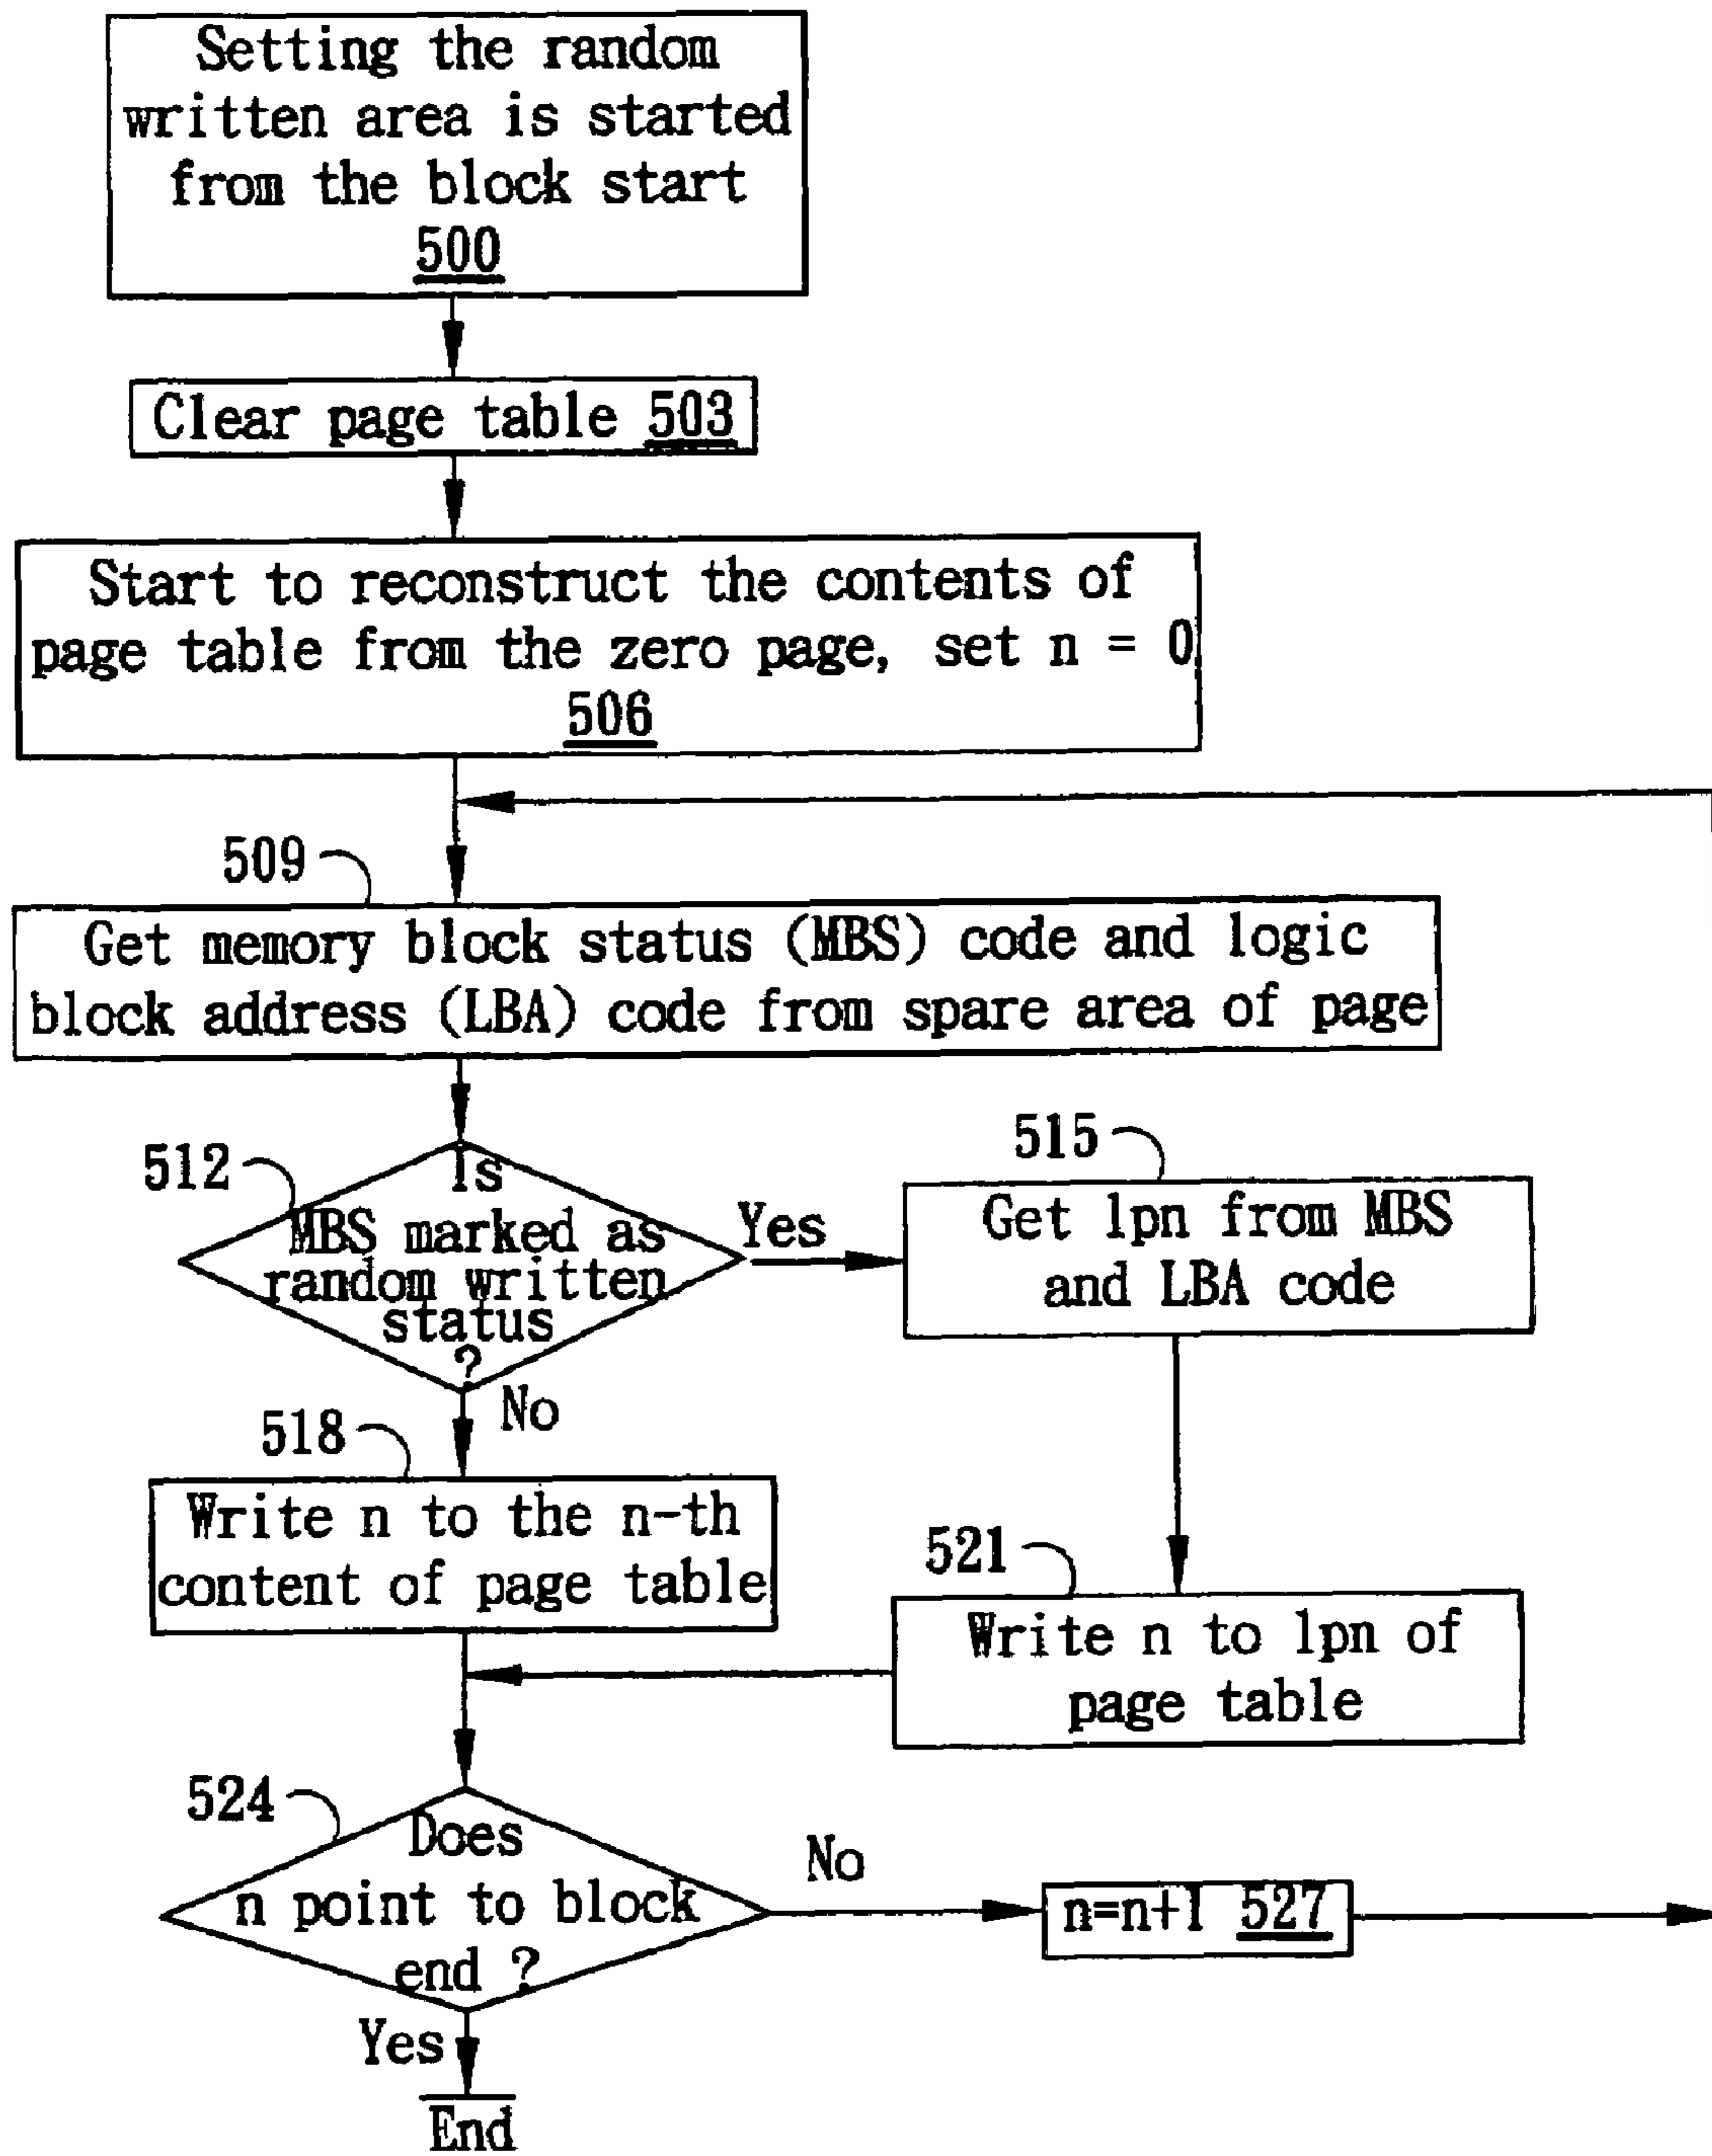 Setting the random
written area is started
from the block start
500
Clear page table 503
Start to reconstruct the contents of
page table from the zero page, set n = 0
506
509
Get memory block status (MBS) code and logic
block address (LBA) code from spare area of page
512
Is
MBS marked as
random written
status
?
Yes
No
515
Get lpn from MBS
and LBA code
518
Write n to the n-th
content of page table
521
Write n to lpn of
page table
524
Does
n point to block
end ?
No
n=n+1 527
Yes
End